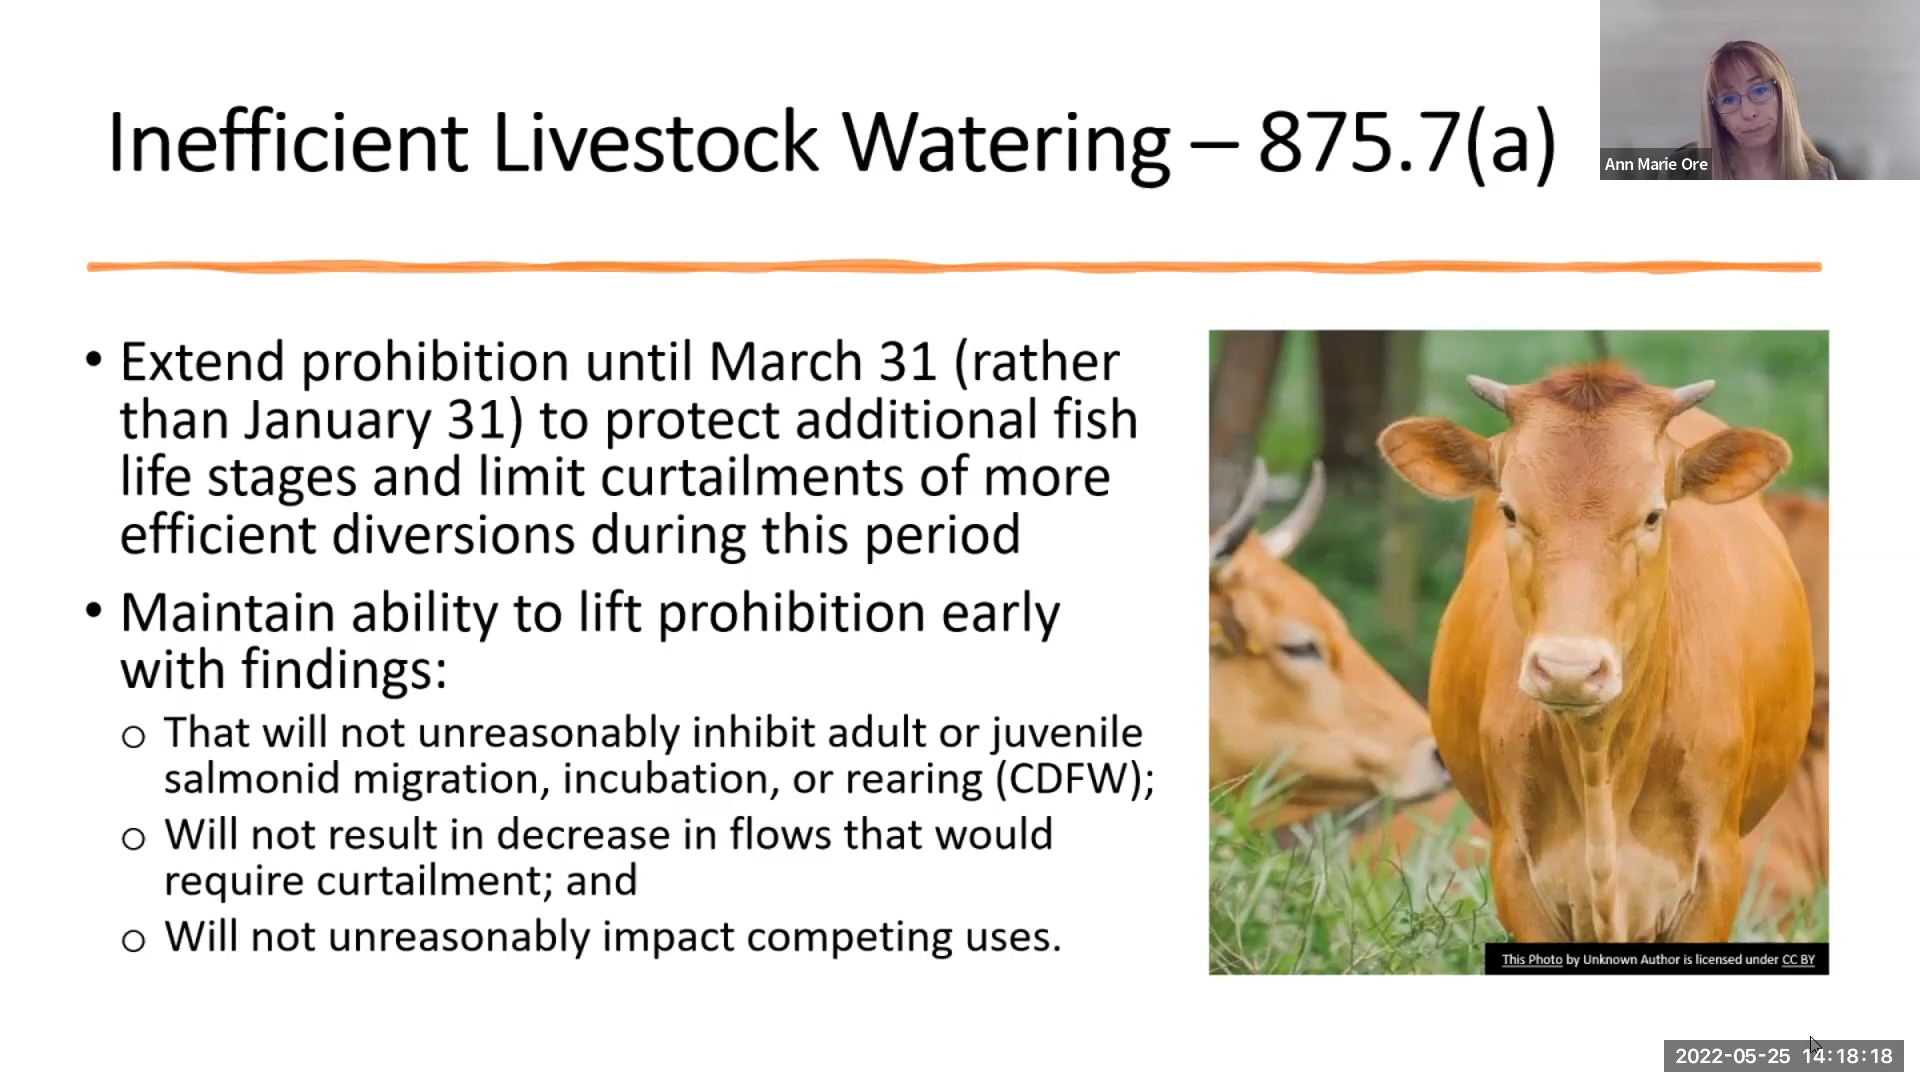 Inefficient Livestock Watering – 875.7(a)
Ann Marie Ore
• Extend prohibition until March 31 (rather
than January 31) to protect additional fish
life stages and limit curtailments of more
efficient diversions during this period
• Maintain ability to lift prohibition early
with findings:
o That will not unreasonably inhibit adult or juvenile
salmonid migration, incubation, or rearing (CDFW);
o Will not result in decrease in flows that would
require curtailment; and
o Will not unreasonably impact competing uses.
This Photo by Unknown Author is licensed under CC BY
2022-05-25 14:18:18